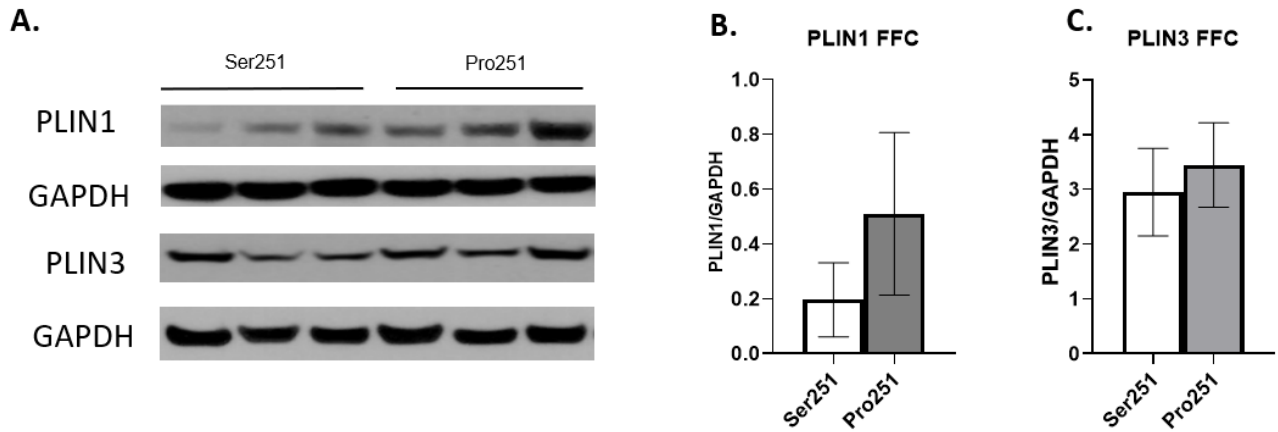 A.
Ser251 Pro251
PLIN1
GAPDH
PLIN3
GAPDH
B.
PLIN1 FFC
PLIN1/GAPDH
1.0
0.8
0.6
0.4
0.2
0.0
Ser251
Pro251
C.
PLIN3 FFC
PLIN3/GAPDH
5
4
3
2
1
0
Ser251
Pro251